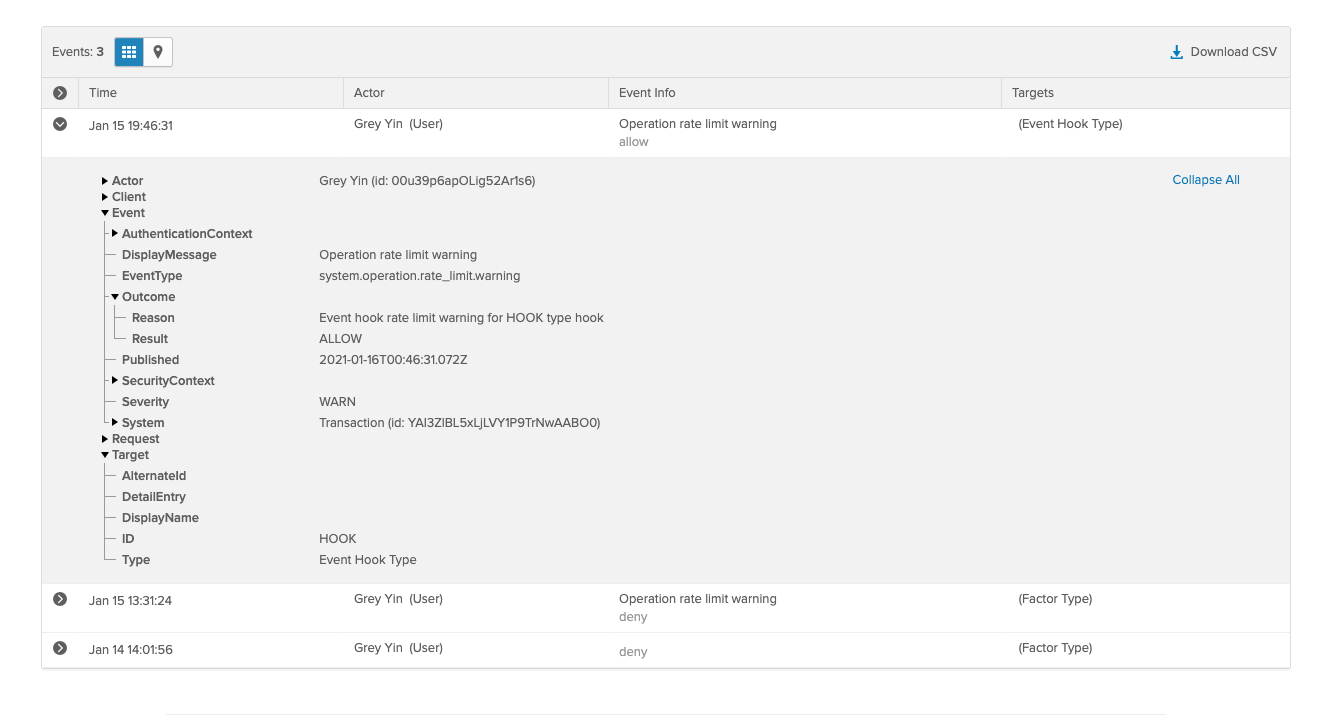 Events: 3 Download CSV
Time Actor Event Info Targets
Jan 15 19:46:31 Grey Yin (User) Operation rate limit warning (Event Hook Type)
allow
Actor Grey Yin (id: 00u39p6apOLig52Ar1s6) Collapse All
Client
Event
AuthenticationContext
DisplayMessage Operation rate limit warning
EventType system.operation.rate_limit.warning
Outcome
Reason Event hook rate limit warning for HOOK type hook
Result ALLOW
Published 2021-01-16T00:46:31.072Z
SecurityContext
Severity WARN
System Transaction (id: YAI3ZIBL5xLjLVY1P9TrNwAABO0)
Request
Target
AlternateId
DetailEntry
DisplayName
ID HOOK
Type Event Hook Type
Jan 15 13:31:24 Grey Yin (User) Operation rate limit warning (Factor Type)
deny
Jan 14 14:01:56 Grey Yin (User) deny (Factor Type)